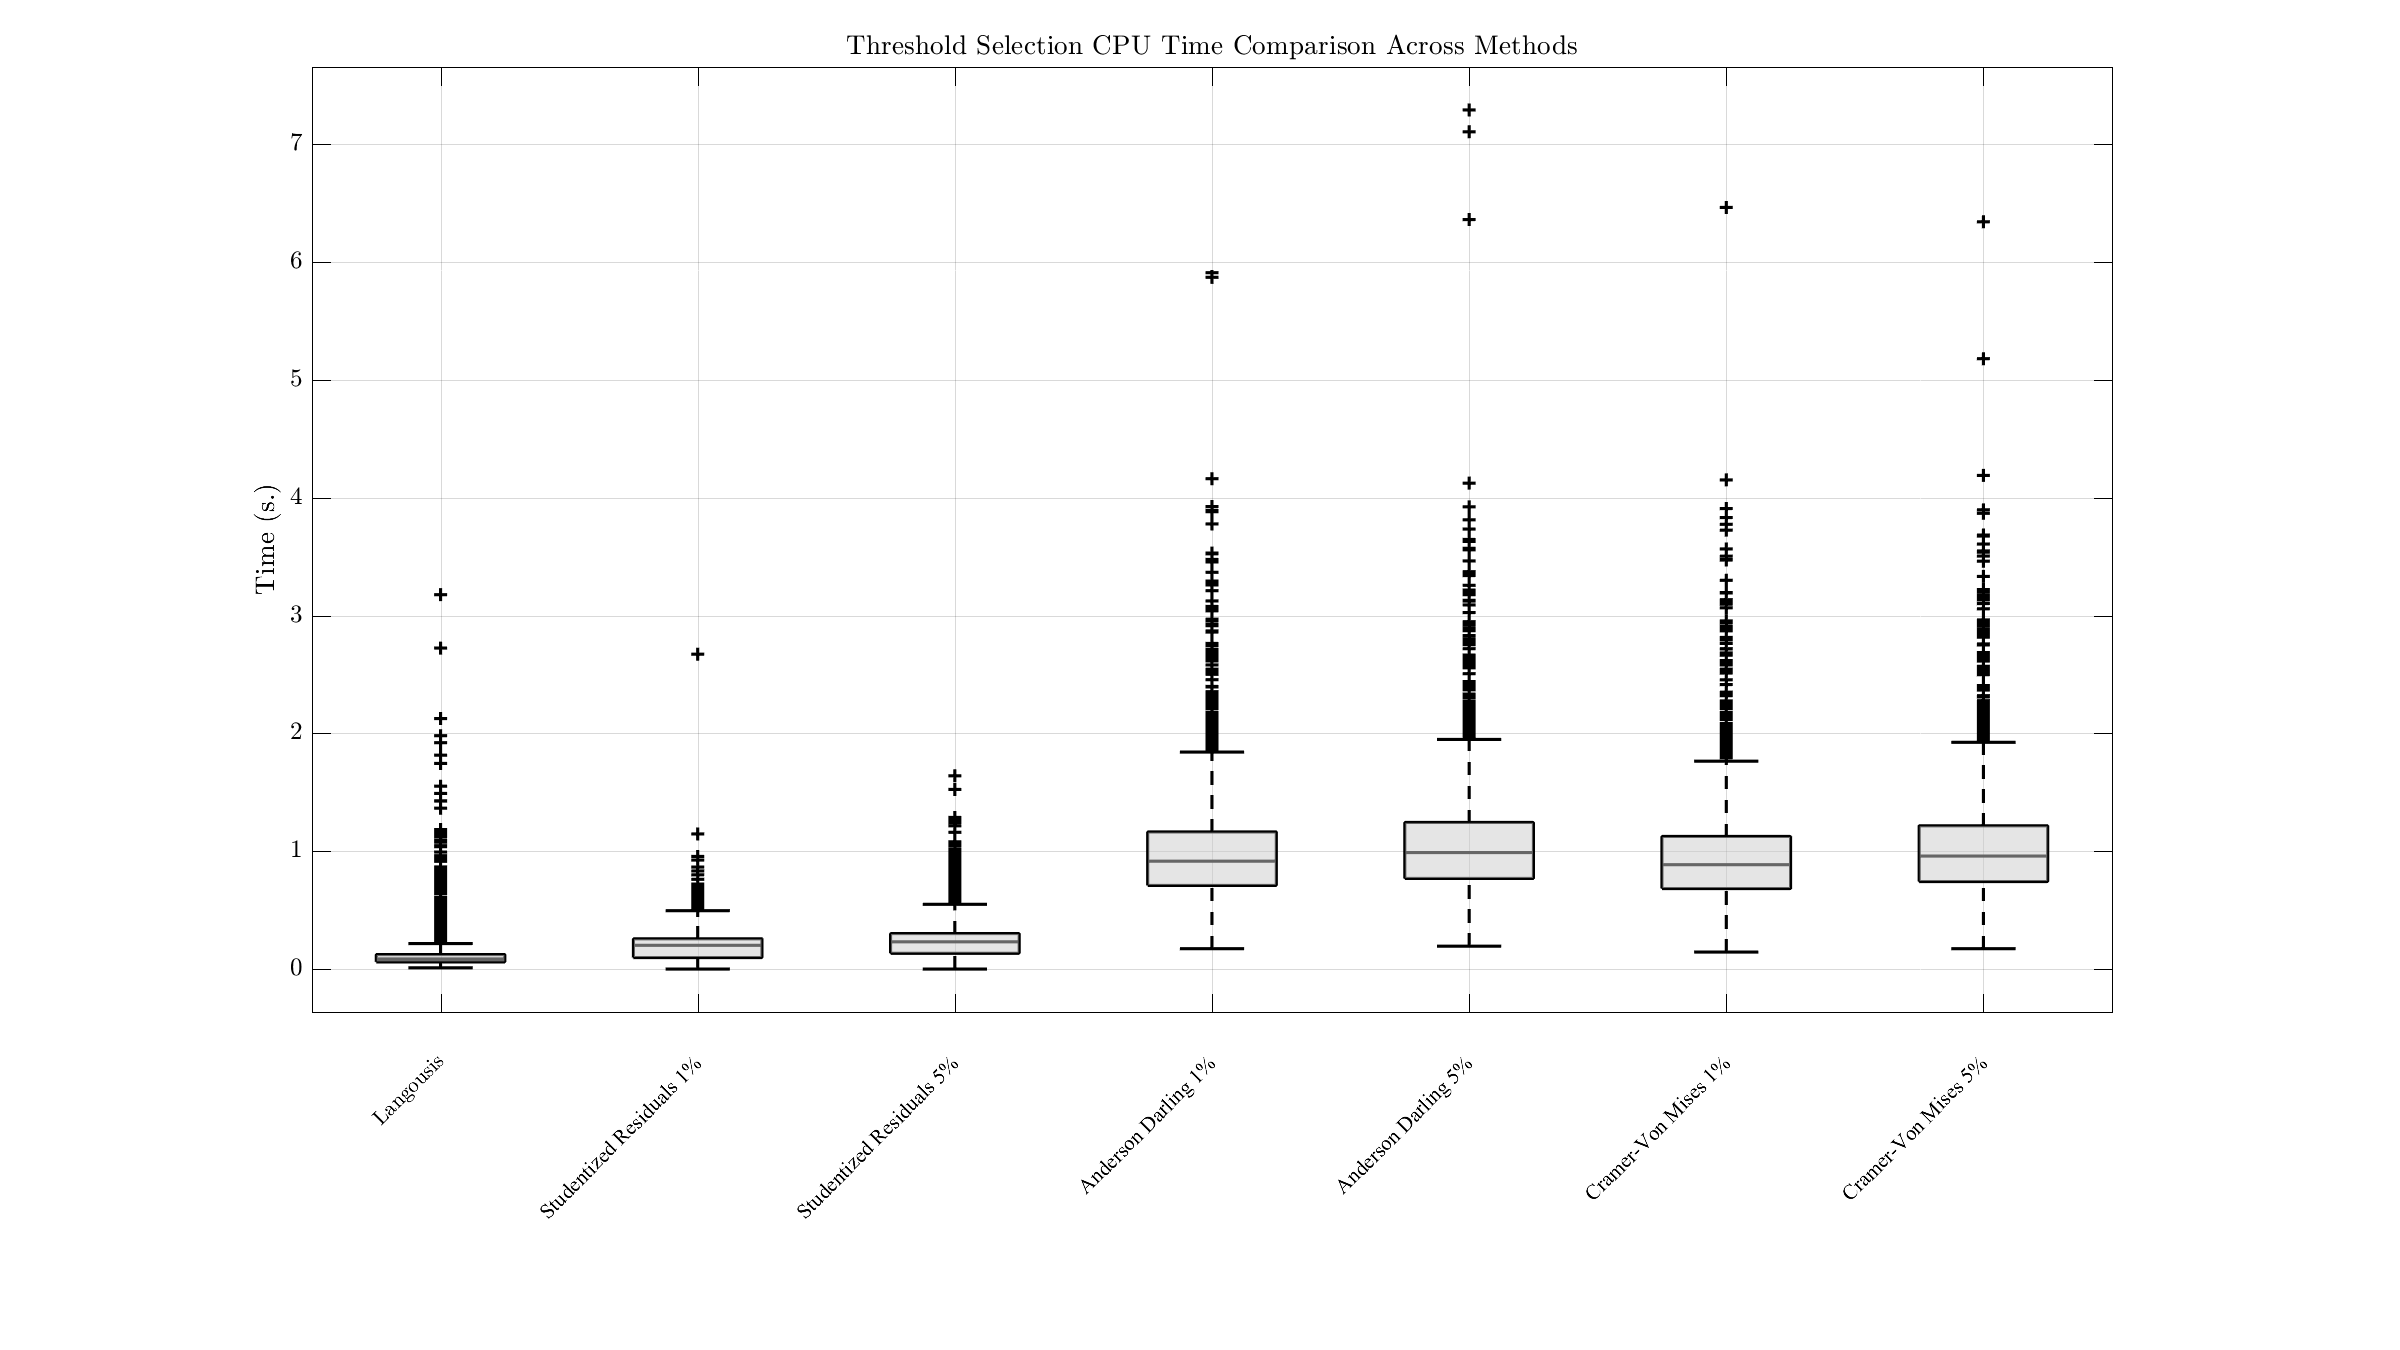 Threshold Selection CPU Time Comparison Across Methods
7
6
5
4
3
2
1
0
Time (s.)
Langousis
Studentized Residuals 1%
Studentized Residuals 5%
Anderson Darling 1%
Anderson Darling 5%
Cramer-Von Mises 1%
Cramer-Von Mises 5%